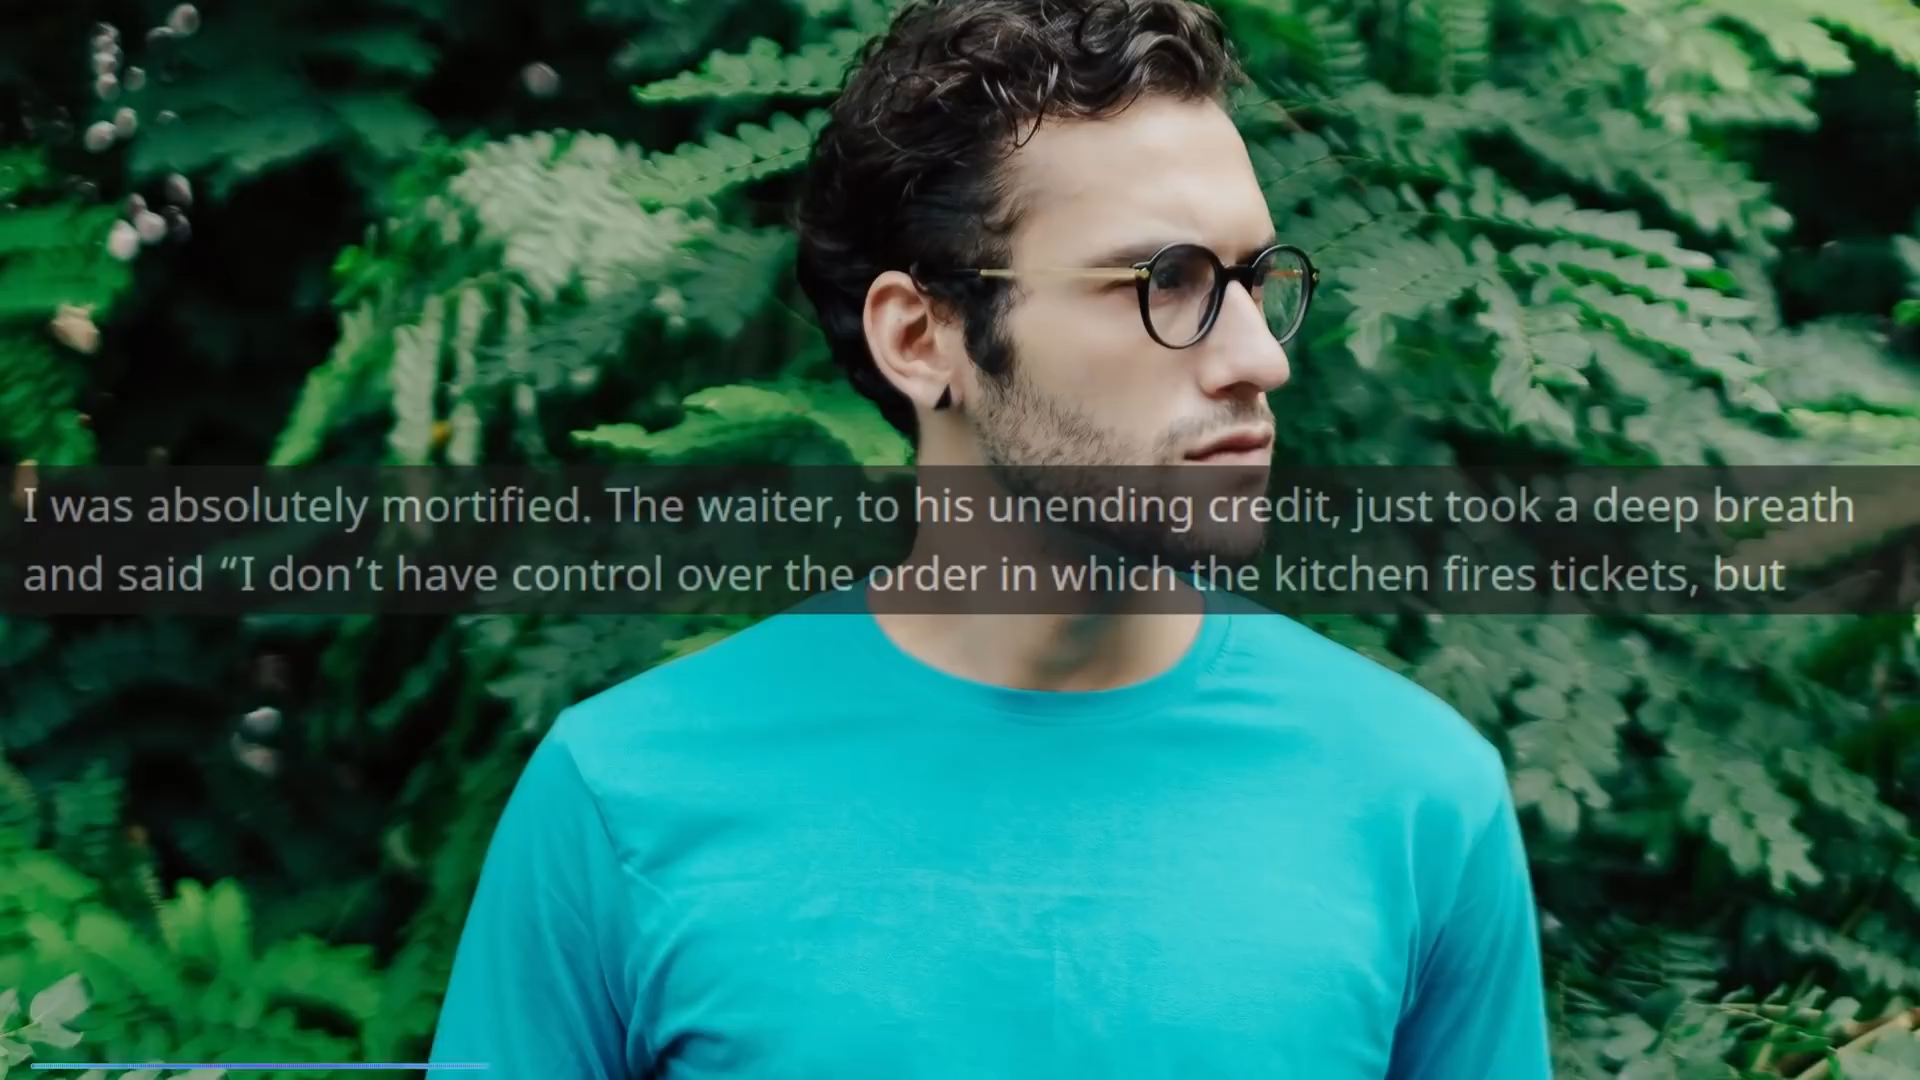 I was absolutely mortified. The waiter, to his unending credit, just took a deep breath
and said “I don’t have control over the order in which the kitchen fires tickets, but